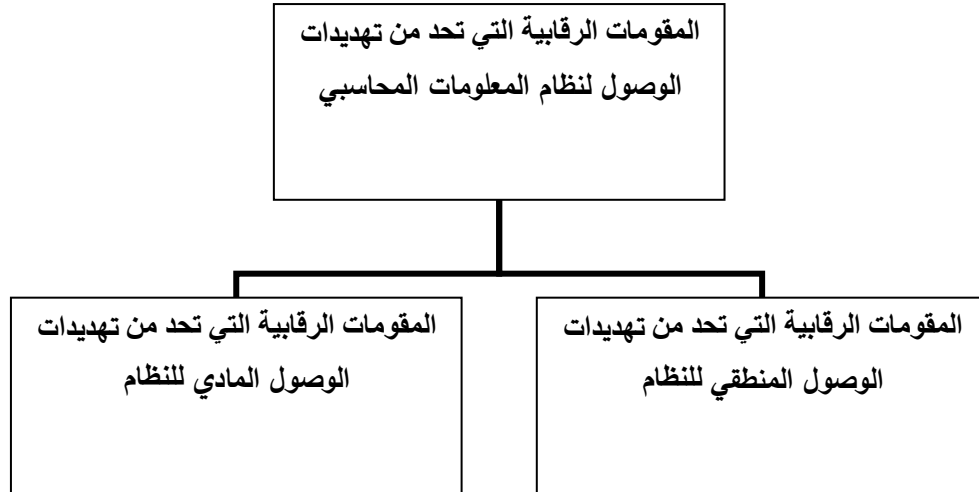 المقومات الرقابية التي تحد من تهديدات
الوصول لنظام المعلومات المحاسبي
المقومات الرقابية التي تحد من تهديدات
الوصول المنطقي للنظام
المقومات الرقابية التي تحد من تهديدات
الوصول المادي للنظام